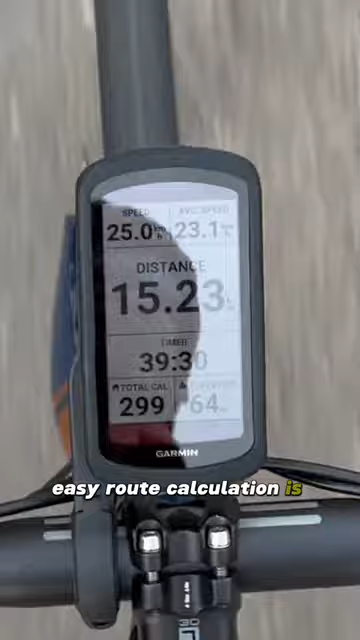 SPEED AVG SPEED
25.0 km/h 23.1
DISTANCE
15.23
TIMER
39:30
TOTAL CAL
299 64
GARMIN
easy route calculation is